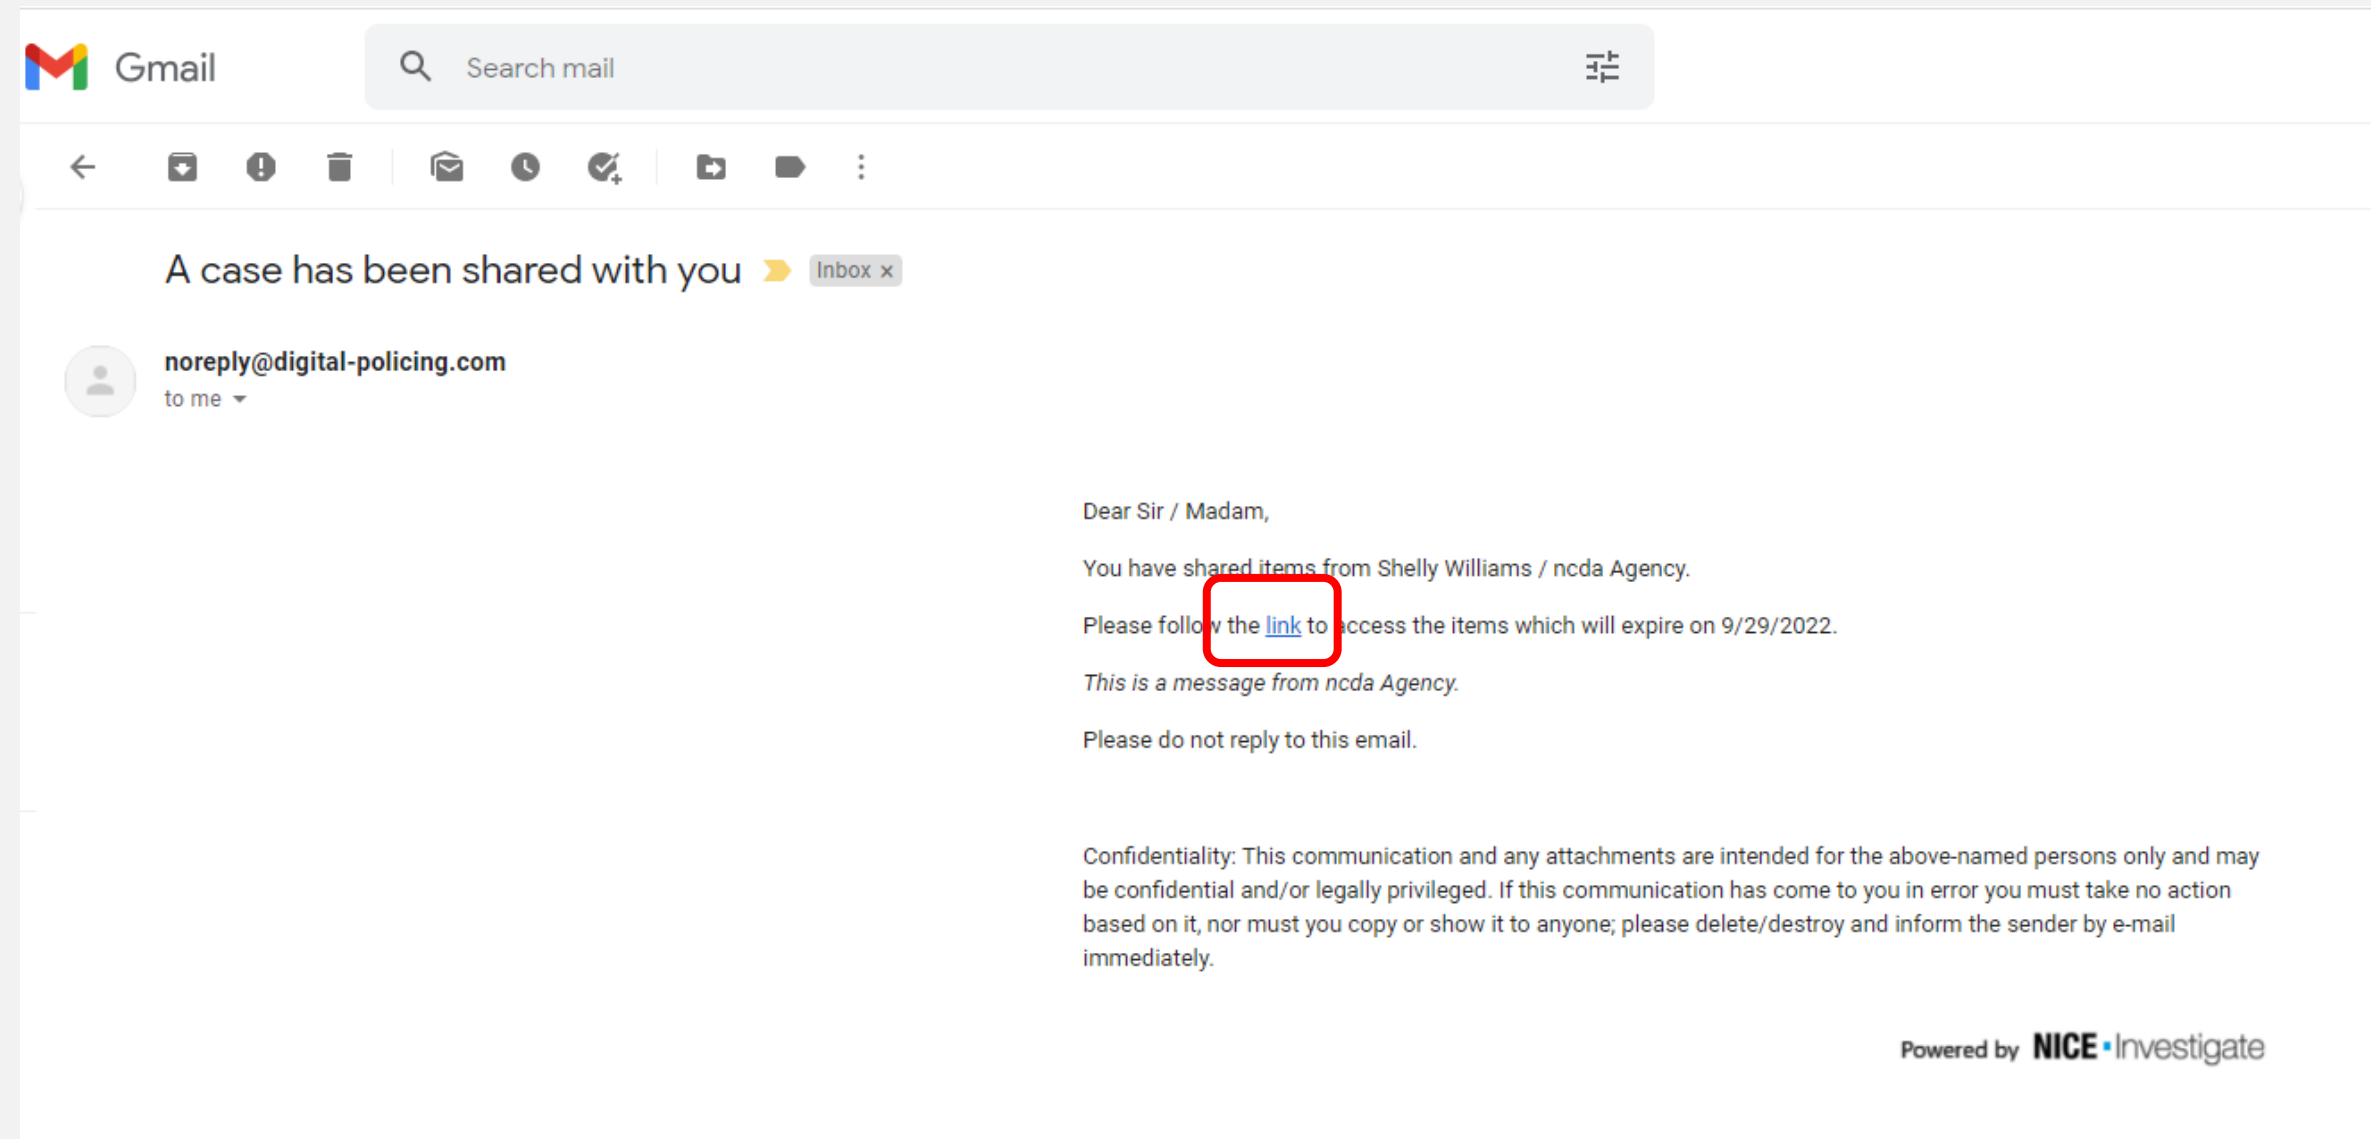 Gmail
Search mail
A case has been shared with you
Inbox x
noreply@digital-policing.com
to me
Dear Sir / Madam,
You have shared items from Shelly Williams / ncda Agency.
Please follow the link to access the items which will expire on 9/29/2022.
This is a message from ncda Agency.
Please do not reply to this email.
Confidentiality: This communication and any attachments are intended for the above-named persons only and may
be confidential and/or legally privileged. If this communication has come to you in error you must take no action
based on it, nor must you copy or show it to anyone; please delete/destroy and inform the sender by e-mail
immediately.
Powered by NICE Investigate